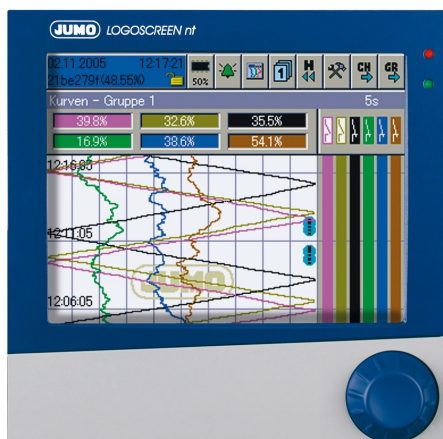 JUMO LOGOSCREEN nt
02.11.2005 12:17:21
21be279f(48.55%)
50%
1
H
CH
GR
Kurven - Gruppe 1 5s
39.8% 32.6% 35.5%
16.9% 38.6% 54.1%
12:16:05
12:11:05
JUMO
12:06:05